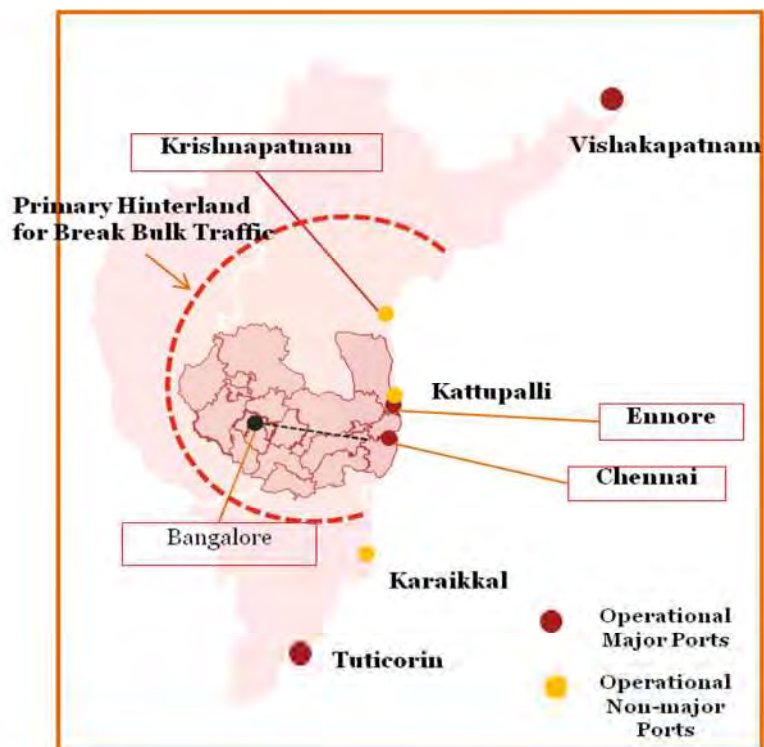 Krishnapatnam
Vishakapatnam
Primary Hinterland
for Break Bulk Traffic
Kattupalli
Ennore
Chennai
Bangalore
Karaikkal
Tuticorin
Operational
Major Ports
Operational
Non-major
Ports